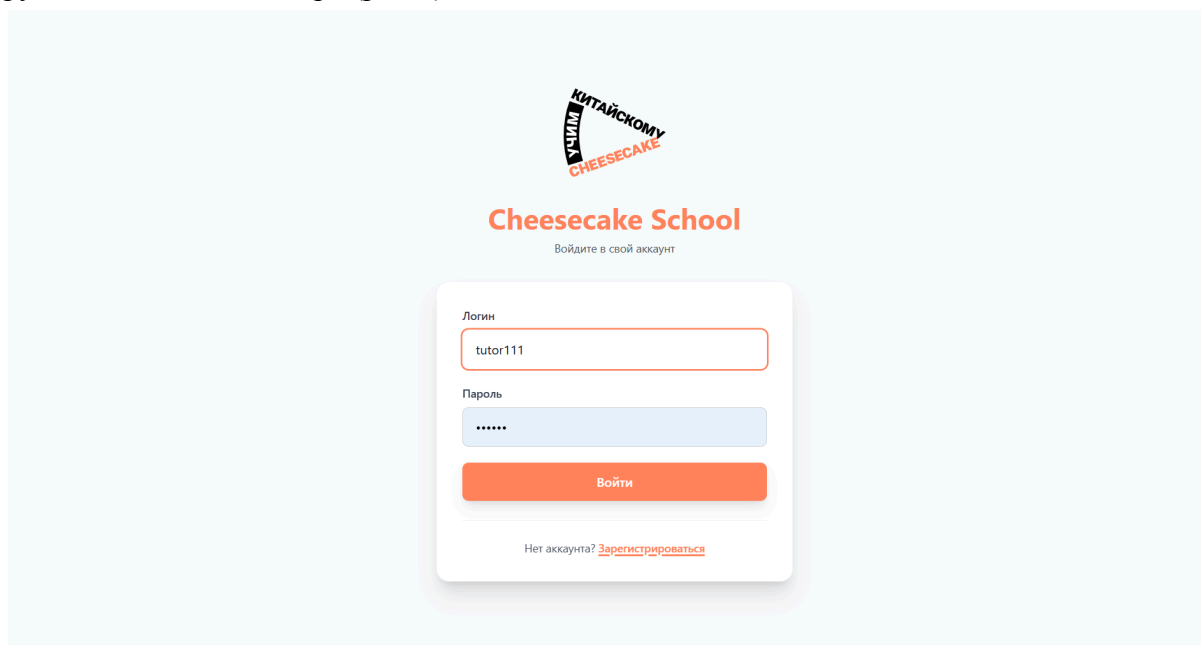 УЧИМ
КИТАЙСКОМУ
CHEESECAKE
Cheesecake School
Войдите в свой аккаунт
Логин
tutor111
Пароль
••••••
Войти
Нет аккаунта? Зарегистрироваться